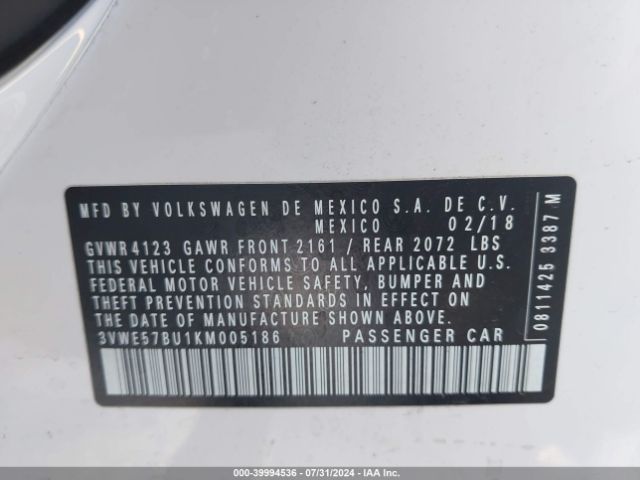 MFD BY VOLKSWAGEN DE MEXICO S.A. DE C.V.
MEXICO 02/18
GVWR 4123 GAWR FRONT 2161 / REAR 2072 LBS
THIS VEHICLE CONFORMS TO ALL APPLICABLE U.S.
FEDERAL MOTOR VEHICLE SAFETY, BUMPER AND
THEFT PREVENTION STANDARDS IN EFFECT ON
THE DATE OF MANUFACTURE SHOWN ABOVE.
3VWE57BU1KM005186 PASSENGER CAR
0811425 3387 M
000-39994536 - 07/31/2024 - IAA Inc.